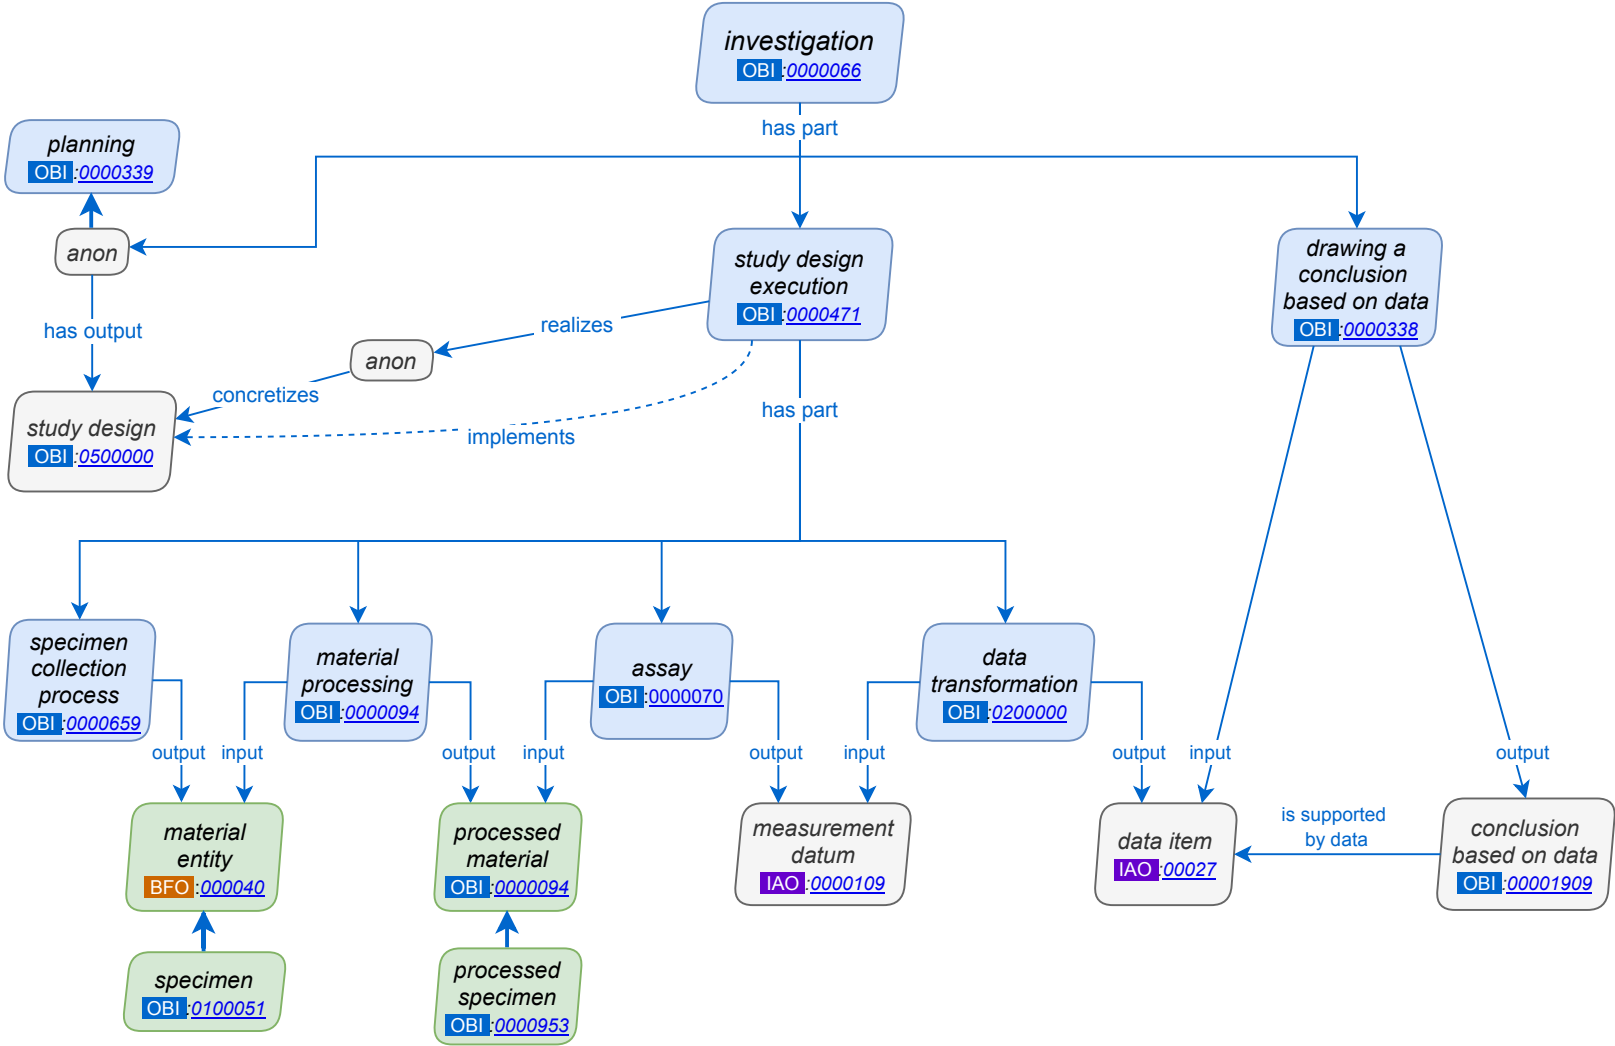 investigation
OBI:0000066
has part
planning
OBI:0000339
anon
has output
study design
OBI:0500000
study design
execution
OBI:0000471
realizes
anon
concretizes
implements
has part
drawing a
conclusion
based on data
OBI:0000338
specimen
collection
process
OBI:0000659
material
processing
OBI:0000094
assay
OBI:0000070
data
transformation
OBI:0200000
output
input
output
input
output
input
output
input
output
material
entity
BFO:000040
processed
material
OBI:0000094
measurement
datum
IAO:0000109
data item
IAO:00027
is supported
by data
conclusion
based on data
OBI:00001909
specimen
OBI:0100051
processed
specimen
OBI:0000953